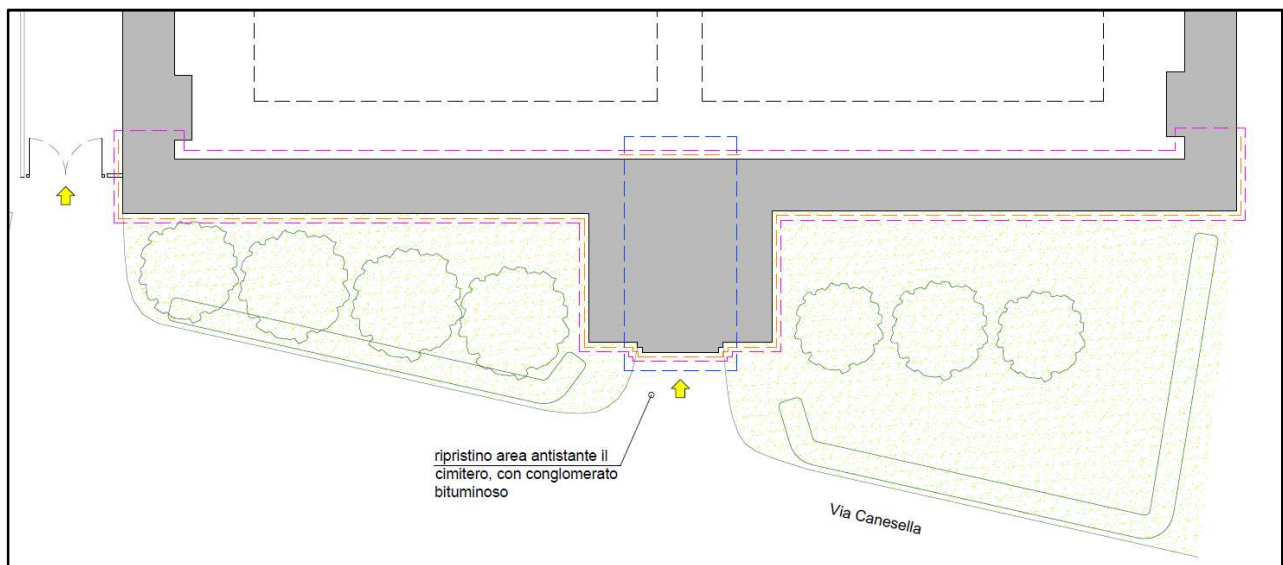 ripristino area antistante il
cimitero, con conglomerato
bituminoso
Via Canesella